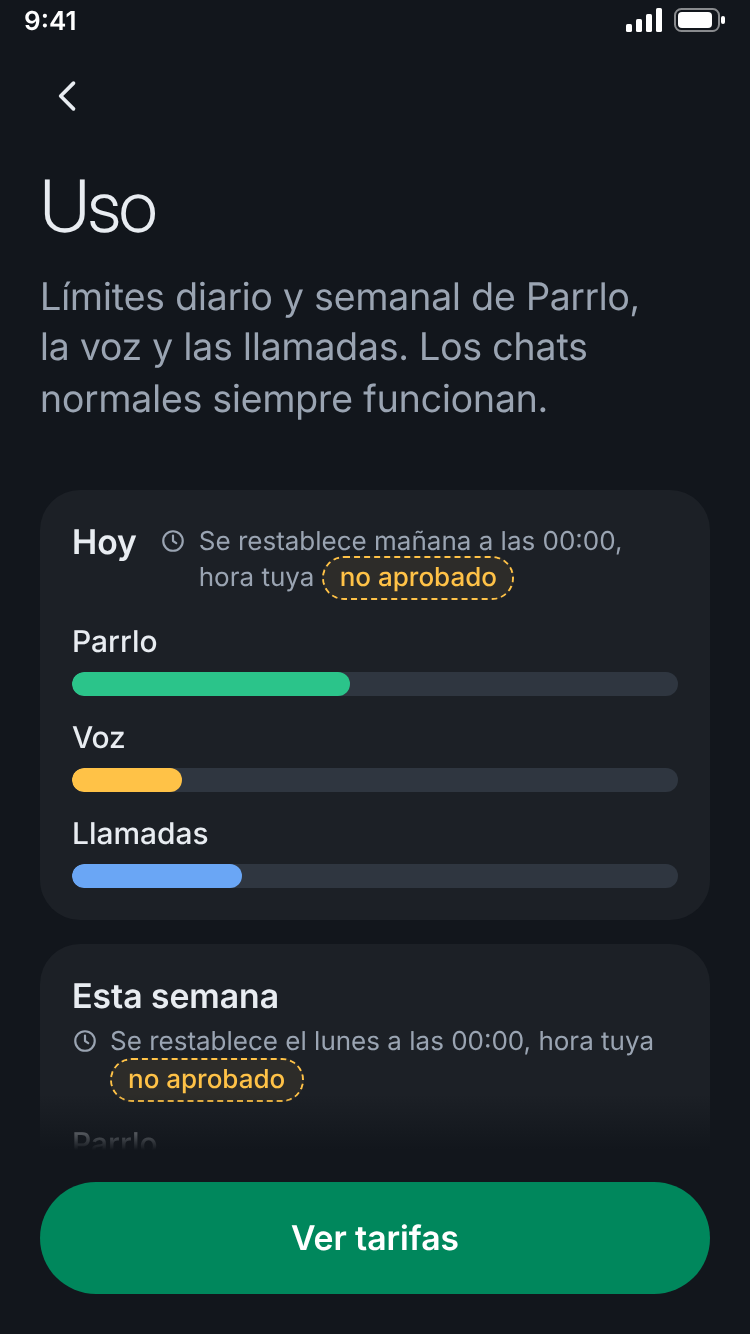 9:41
Uso
Límites diario y semanal de Parrlo,
la voz y las llamadas. Los chats
normales siempre funcionan.
Hoy
Se restablece mañana a las 00:00,
hora tuya no aprobado
Parrlo
Voz
Llamadas
Esta semana
Se restablece el lunes a las 00:00, hora tuya
no aprobado
Parrlo
Ver tarifas